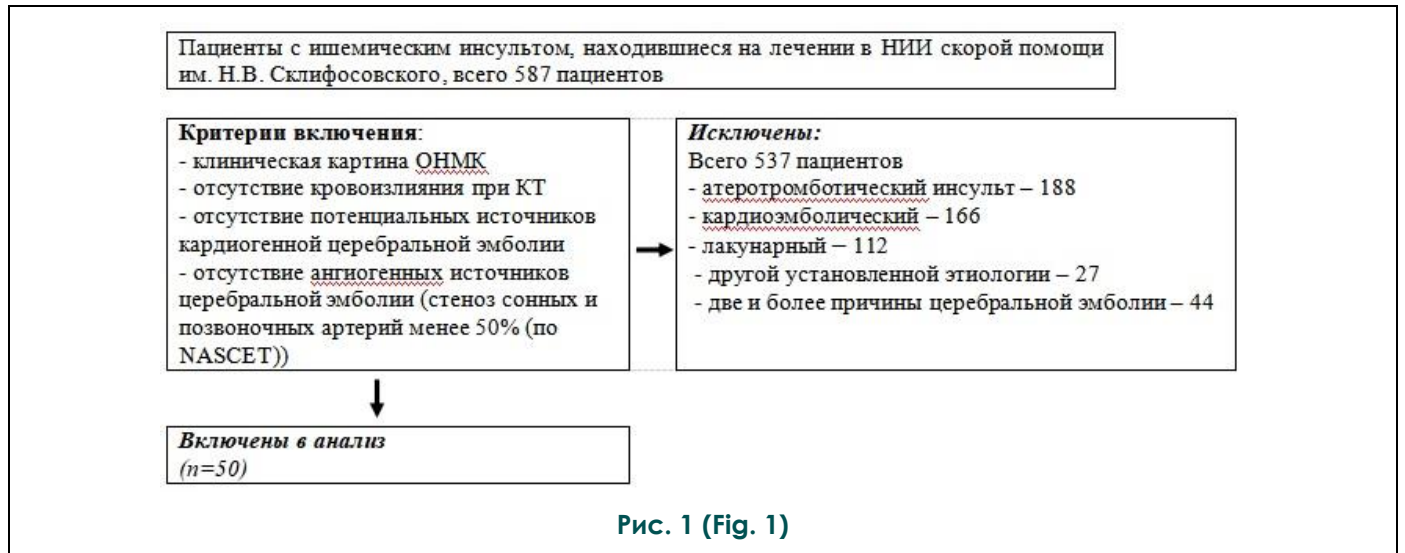 Пациенты с ишемическим инсультом, находившиеся на лечении в НИИ скорой помощи
им. Н.В. Склифосовского, всего 587 пациентов
Критерии включения:
- клиническая картина ОНМК
- отсутствие кровоизлияния при КТ
- отсутствие потенциальных источников
кардиогенной церебральной эмболии
- отсутствие ангиогенных источников
церебральной эмболии (стеноз сонных и
позвоночных артерий менее 50% (по
NASCET))
Исключены:
Всего 537 пациентов
- атеротромботический инсульт – 188
- кардиоэмболический – 166
- лакунарный – 112
- другой установленной этиологии – 27
- две и более причины церебральной эмболии – 44
Включены в анализ
(n=50)
Рис. 1 (Fig. 1)